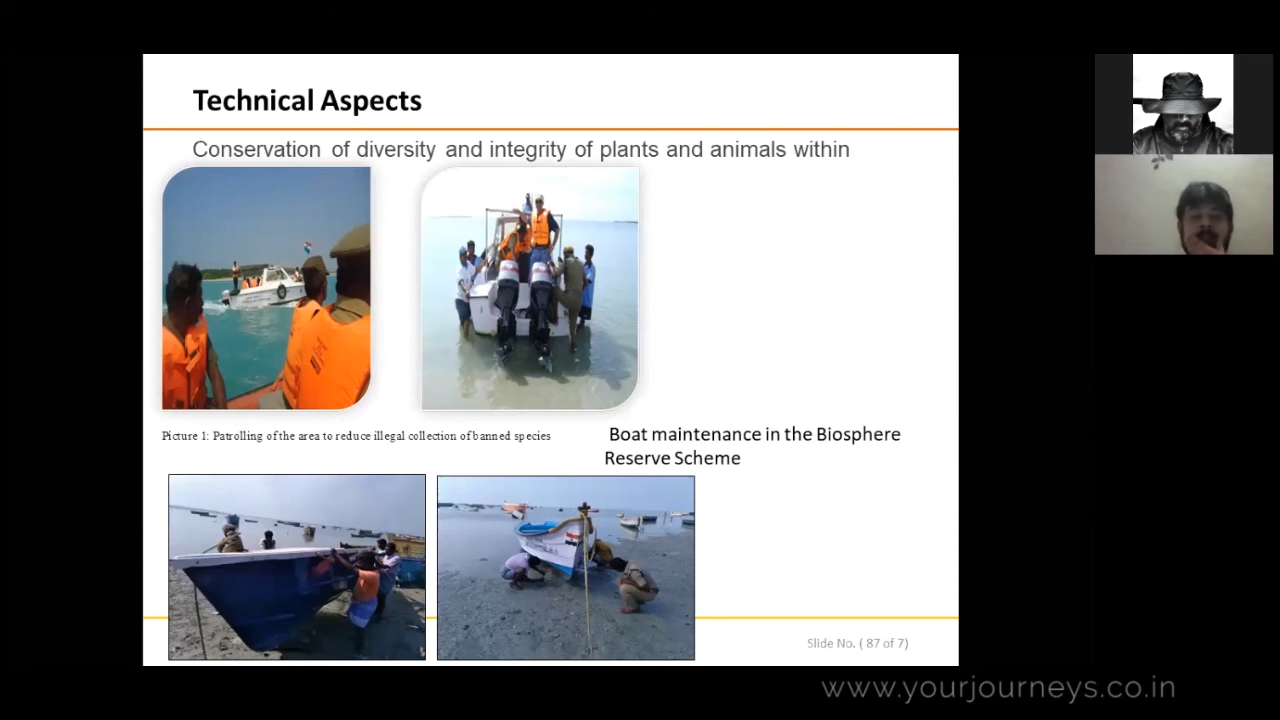 Technical Aspects
Conservation of diversity and integrity of plants and animals within
Picture 1: Patrolling of the area to reduce illegal collection of banned species
Boat maintenance in the Biosphere
Reserve Scheme
Slide No. ( 87 of 7)
www.yourjourneys.co.in